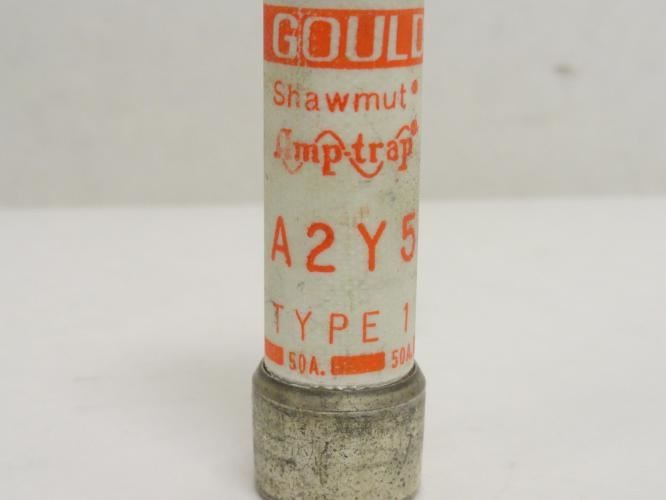 GOULD
Shawmut
Amp-trap
A2Y5
TYPE 1
50A. 50A.